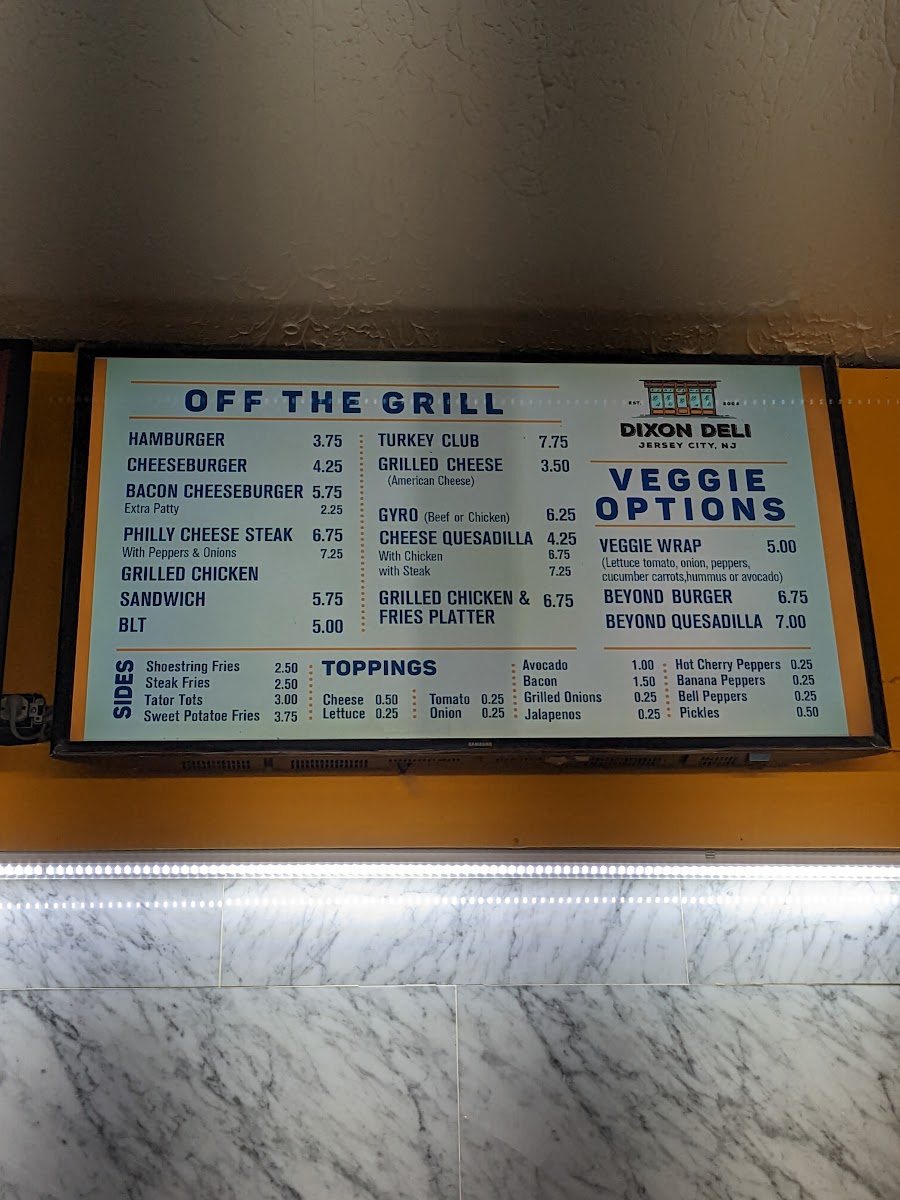 OFF THE GRILL
HAMBURGER 3.75
CHEESEBURGER 4.25
BACON CHEESEBURGER 5.75
Extra Patty 2.25
PHILLY CHEESE STEAK 6.75
With Peppers & Onions 7.25
GRILLED CHICKEN
SANDWICH 5.75
BLT 5.00
TURKEY CLUB 7.75
GRILLED CHEESE 3.50
(American Cheese)
GYRO (Beef or Chicken) 6.25
CHEESE QUESADILLA 4.25
With Chicken 6.75
with Steak 7.25
GRILLED CHICKEN & 6.75
FRIES PLATTER
EST.
DIXON DELI
JERSEY CITY, NJ
VEGGIE
OPTIONS
VEGGIE WRAP 5.00
(Lettuce tomato, onion, peppers,
cucumber carrots,hummus or avocado)
BEYOND BURGER 6.75
BEYOND QUESADILLA 7.00
SIDES
Shoestring Fries 2.50
Steak Fries 2.50
Tator Tots 3.00
Sweet Potatoe Fries 3.75
TOPPINGS
Cheese 0.50
Lettuce 0.25
Tomato 0.25
Onion 0.25
Avocado 1.00
Bacon 1.50
Grilled Onions 0.25
Jalapenos 0.25
Hot Cherry Peppers 0.25
Banana Peppers 0.25
Bell Peppers 0.25
Pickles 0.50
SAMSUNG